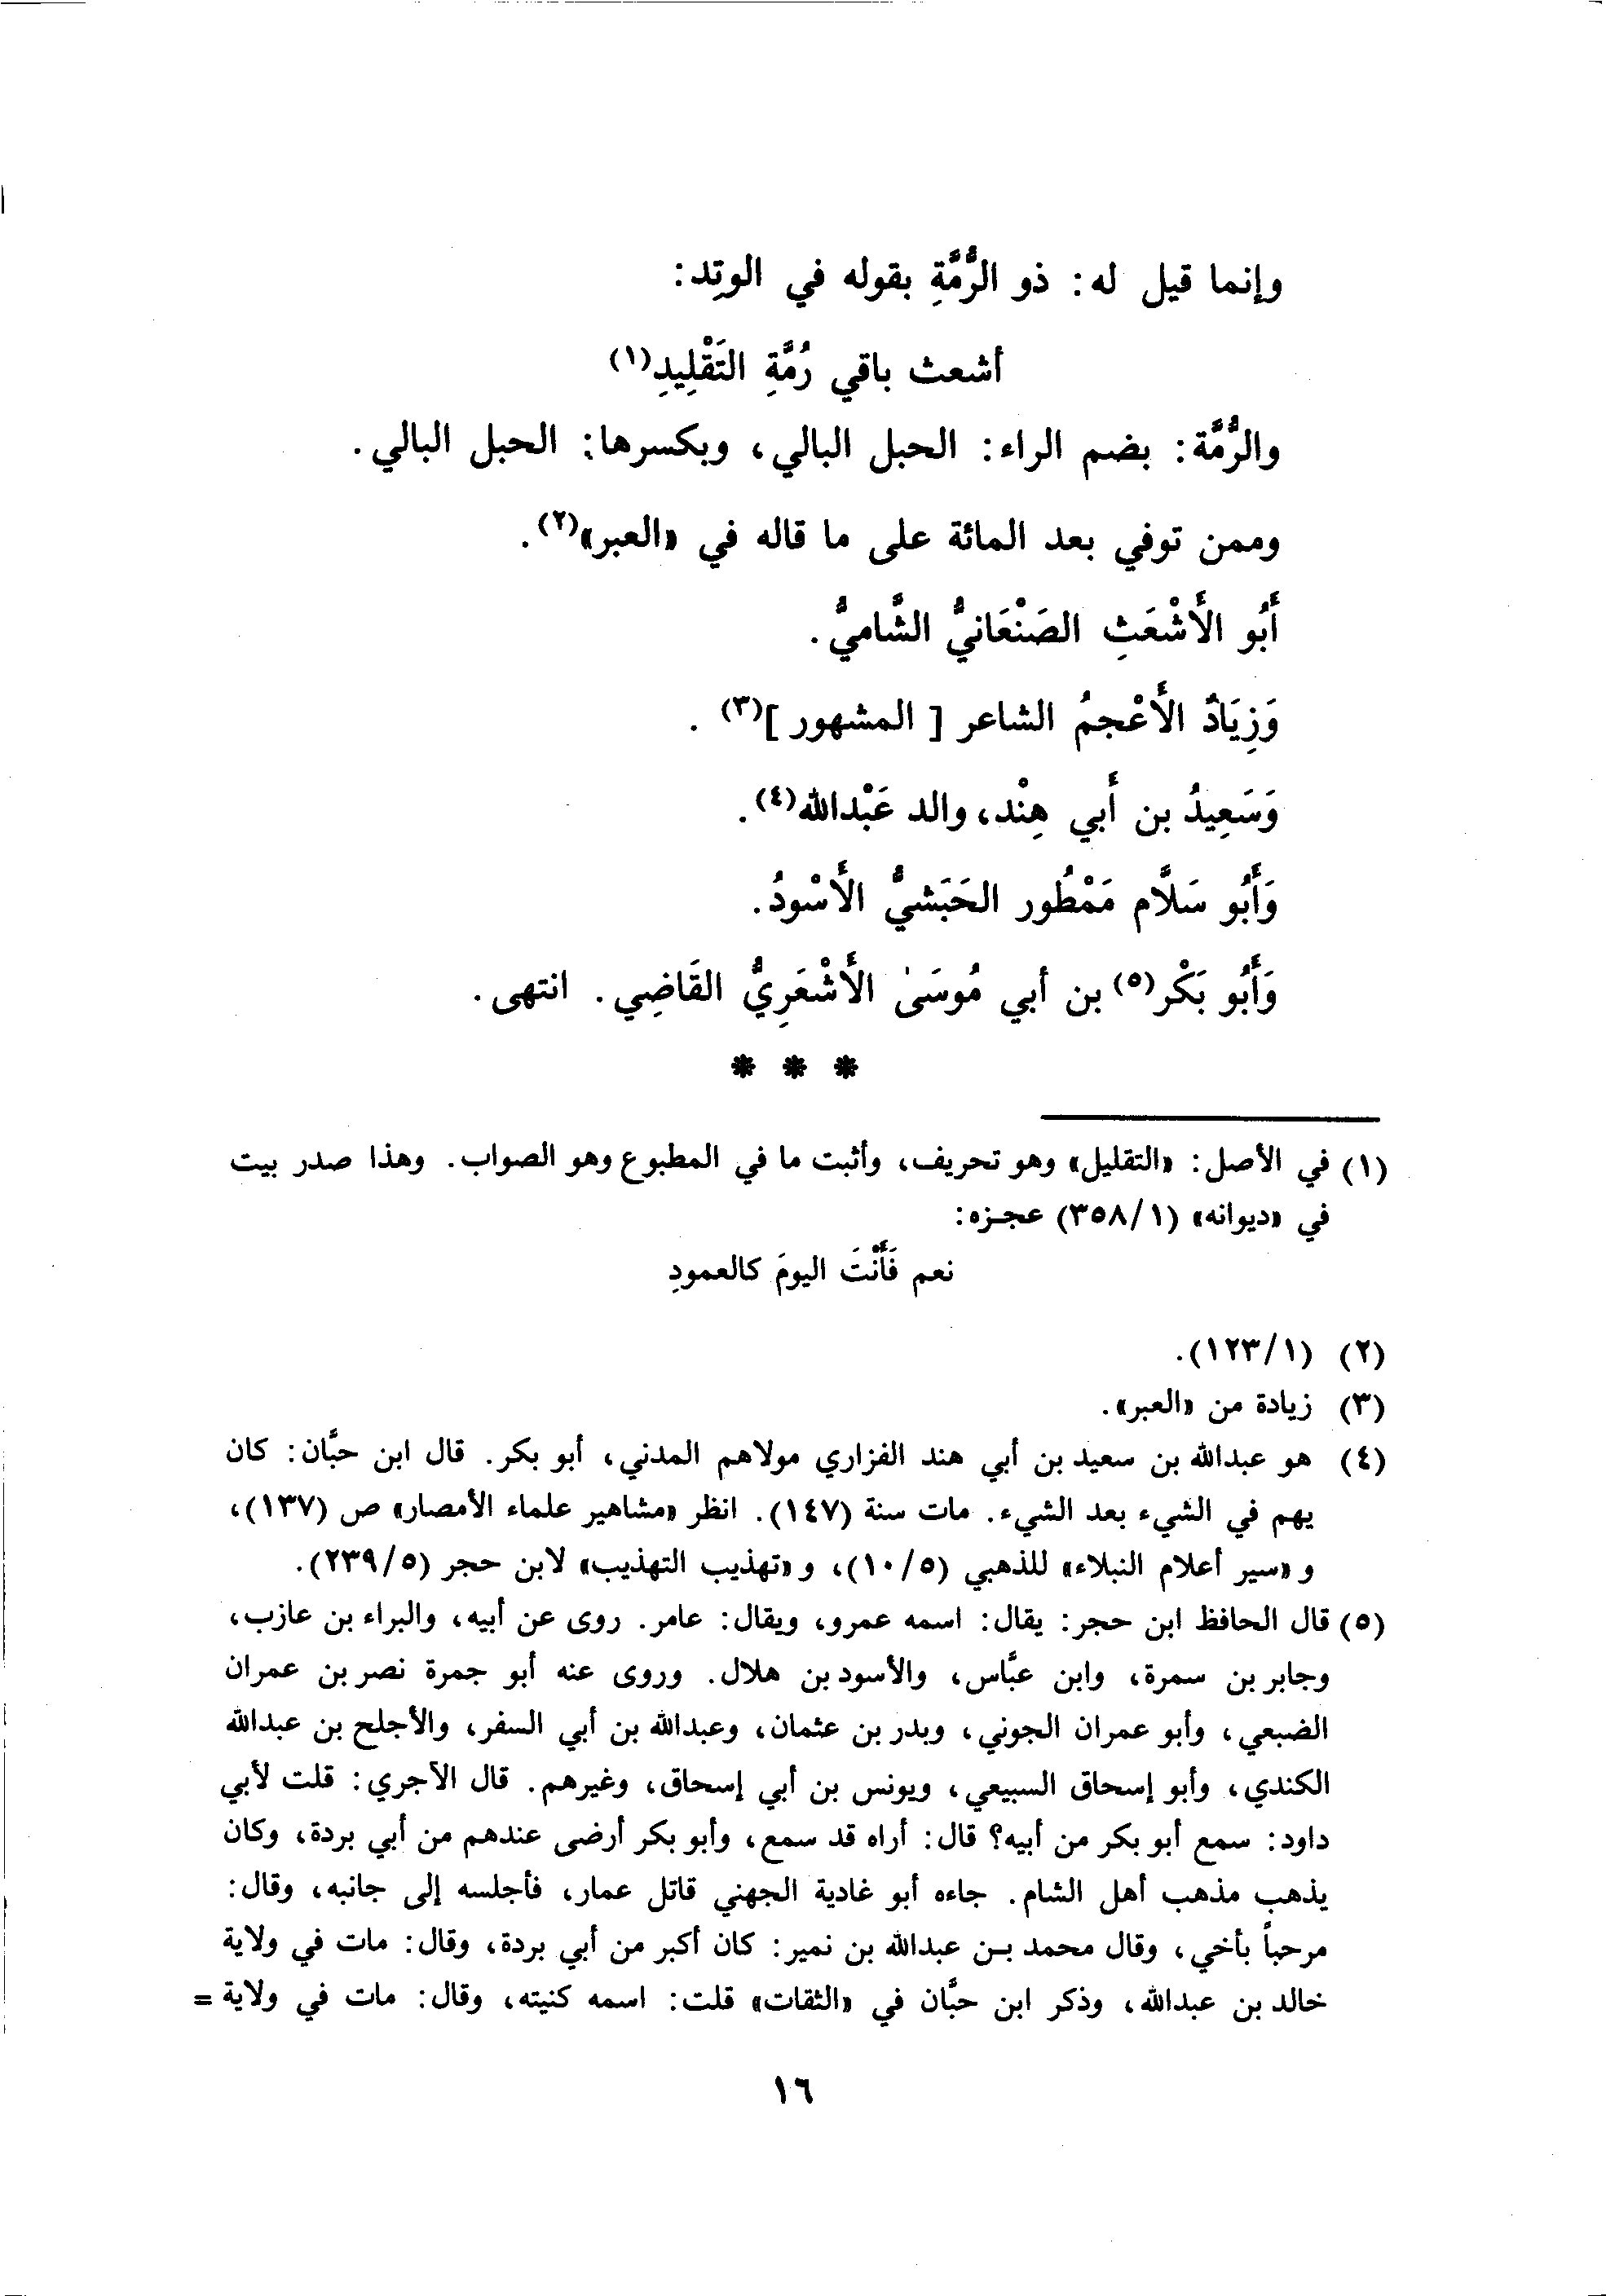 وإنما قيل له: ذو الرُّمَّةِ بقوله في الوتِد:
أشعث باقي رُمَّةِ التَقْلِيدِ(١)
والرُّمَّة: بضم الراء: الحبل البالي، وبكسرها: الحبل البالي.
وممن توفي بعد المائة على ما قاله في «العبر»(٢).
أَبُو الأَشْعَثِ الصَنْعَانيُّ الشَّاميُّ.
وَزِيَادٌ الأَعْجمُ الشاعر [ المشهور ](٣) .
وَسَعِيدُ بن أَبي هِنْد، والد عَبْدالله(٤).
وَأَبُو سَلاَّم مَمْطُور الحَبَشيُّ الأَسْودُ.
وَأَبُو بَكْر(٥) بن أبي مُوسَىٰ الأَشْعَرِيُّ القَاضِي. انتهى.
* * *
(١) في الأصل: «التقليل» وهو تحريف، وأثبت ما في المطبوع وهو الصواب. وهذا صدر بيت
في «ديوانه» (٣٥٨/١) عجزه:
نعم فَأَنْتَ اليومَ كالعمودِ
(٢) (١٢٣/١).
(٣) زيادة من «العبر».
(٤) هو عبدالله بن سعيد بن أبي هند الفزاري مولاهم المدني، أبو بكر. قال ابن حبَّان: كان
يهم في الشيء بعد الشيء. مات سنة (١٤٧). انظر «مشاهير علماء الأمصار» ص (١٣٧)،
و «سير أعلام النبلاء» للذهبي (١٠/٥)، و «تهذيب التهذيب» لابن حجر (٢٣٩/٥).
(٥) قال الحافظ ابن حجر: يقال: اسمه عمرو، ويقال: عامر. روى عن أبيه، والبراء بن عازب،
وجابر بن سمرة، وابن عبَّاس، والأسود بن هلال. وروى عنه أبو جمرة نصر بن عمران
الضبعي، وأبو عمران الجوني، وبدر بن عثمان، وعبدالله بن أبي السفر، والأجلح بن عبدالله
الكندي، وأبو إسحاق السبيعي، ويونس بن أبي إسحاق، وغيرهم. قال الآجري: قلت لأبي
داود: سمع أبو بكر من أبيه؟ قال: أراه قد سمع، وأبو بكر أرضى عندهم من أبي بردة، وكان
يذهب مذهب أهل الشام. جاءه أبو غادية الجهني قاتل عمار، فأجلسه إلى جانبه، وقال:
مرحباً بأخي، وقال محمد بن عبدالله بن نمير: كان أكبر من أبي بردة، وقال: مات في ولاية
خالد بن عبدالله، وذكر ابن حبَّان في «الثقات» قلت: اسمه كنيته، وقال: مات في ولاية =
١٦